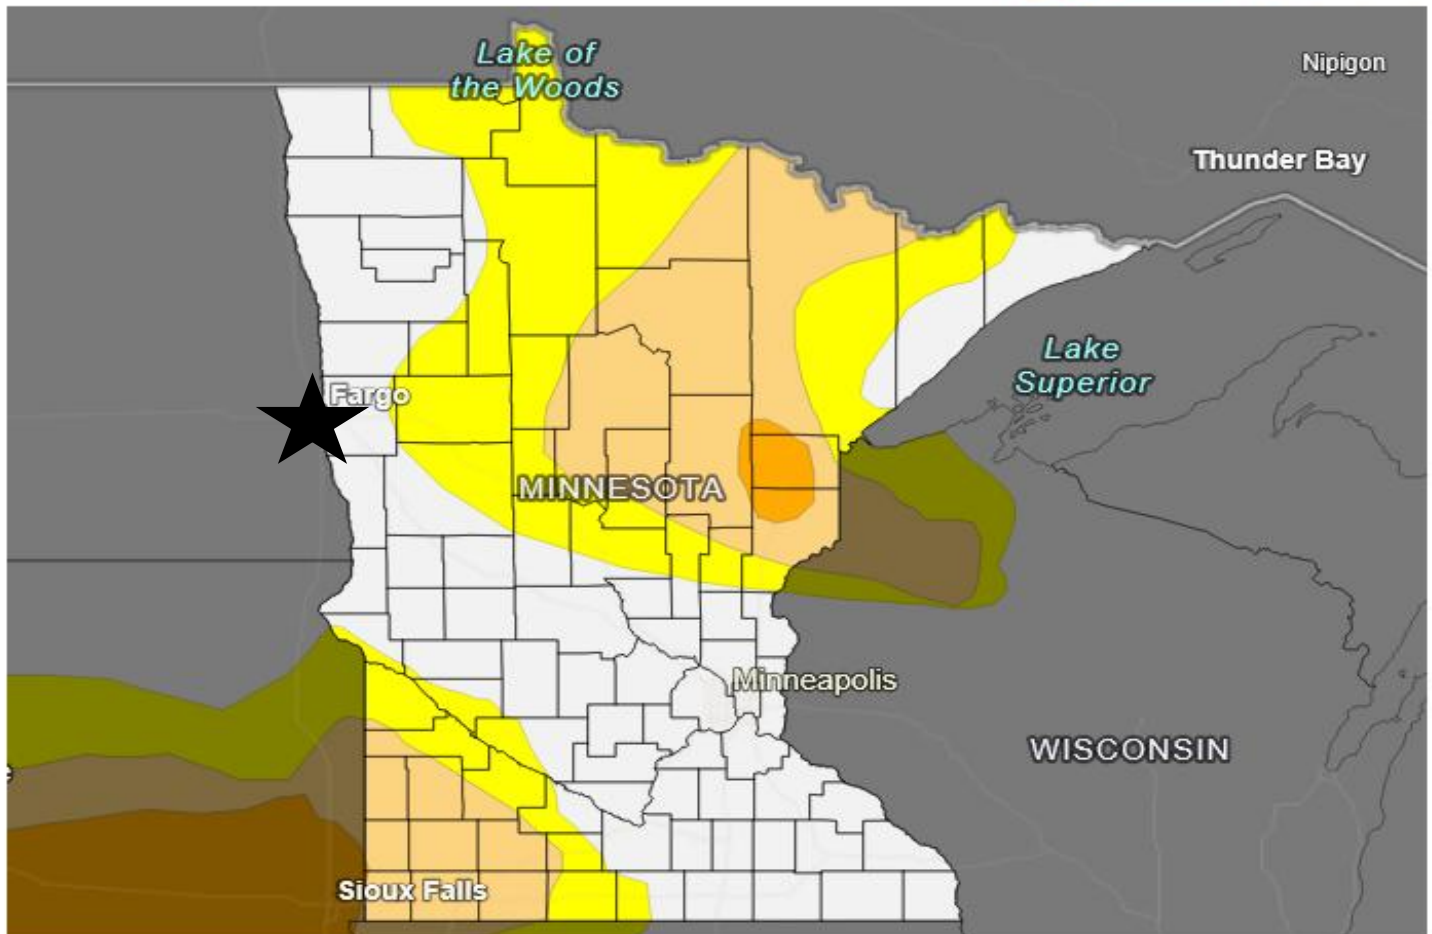 Lake of
the Woods
Nipigon
Thunder Bay
Lake
Superior
Fargo
MINNESOTA
Minneapolis
WISCONSIN
Sioux Falls